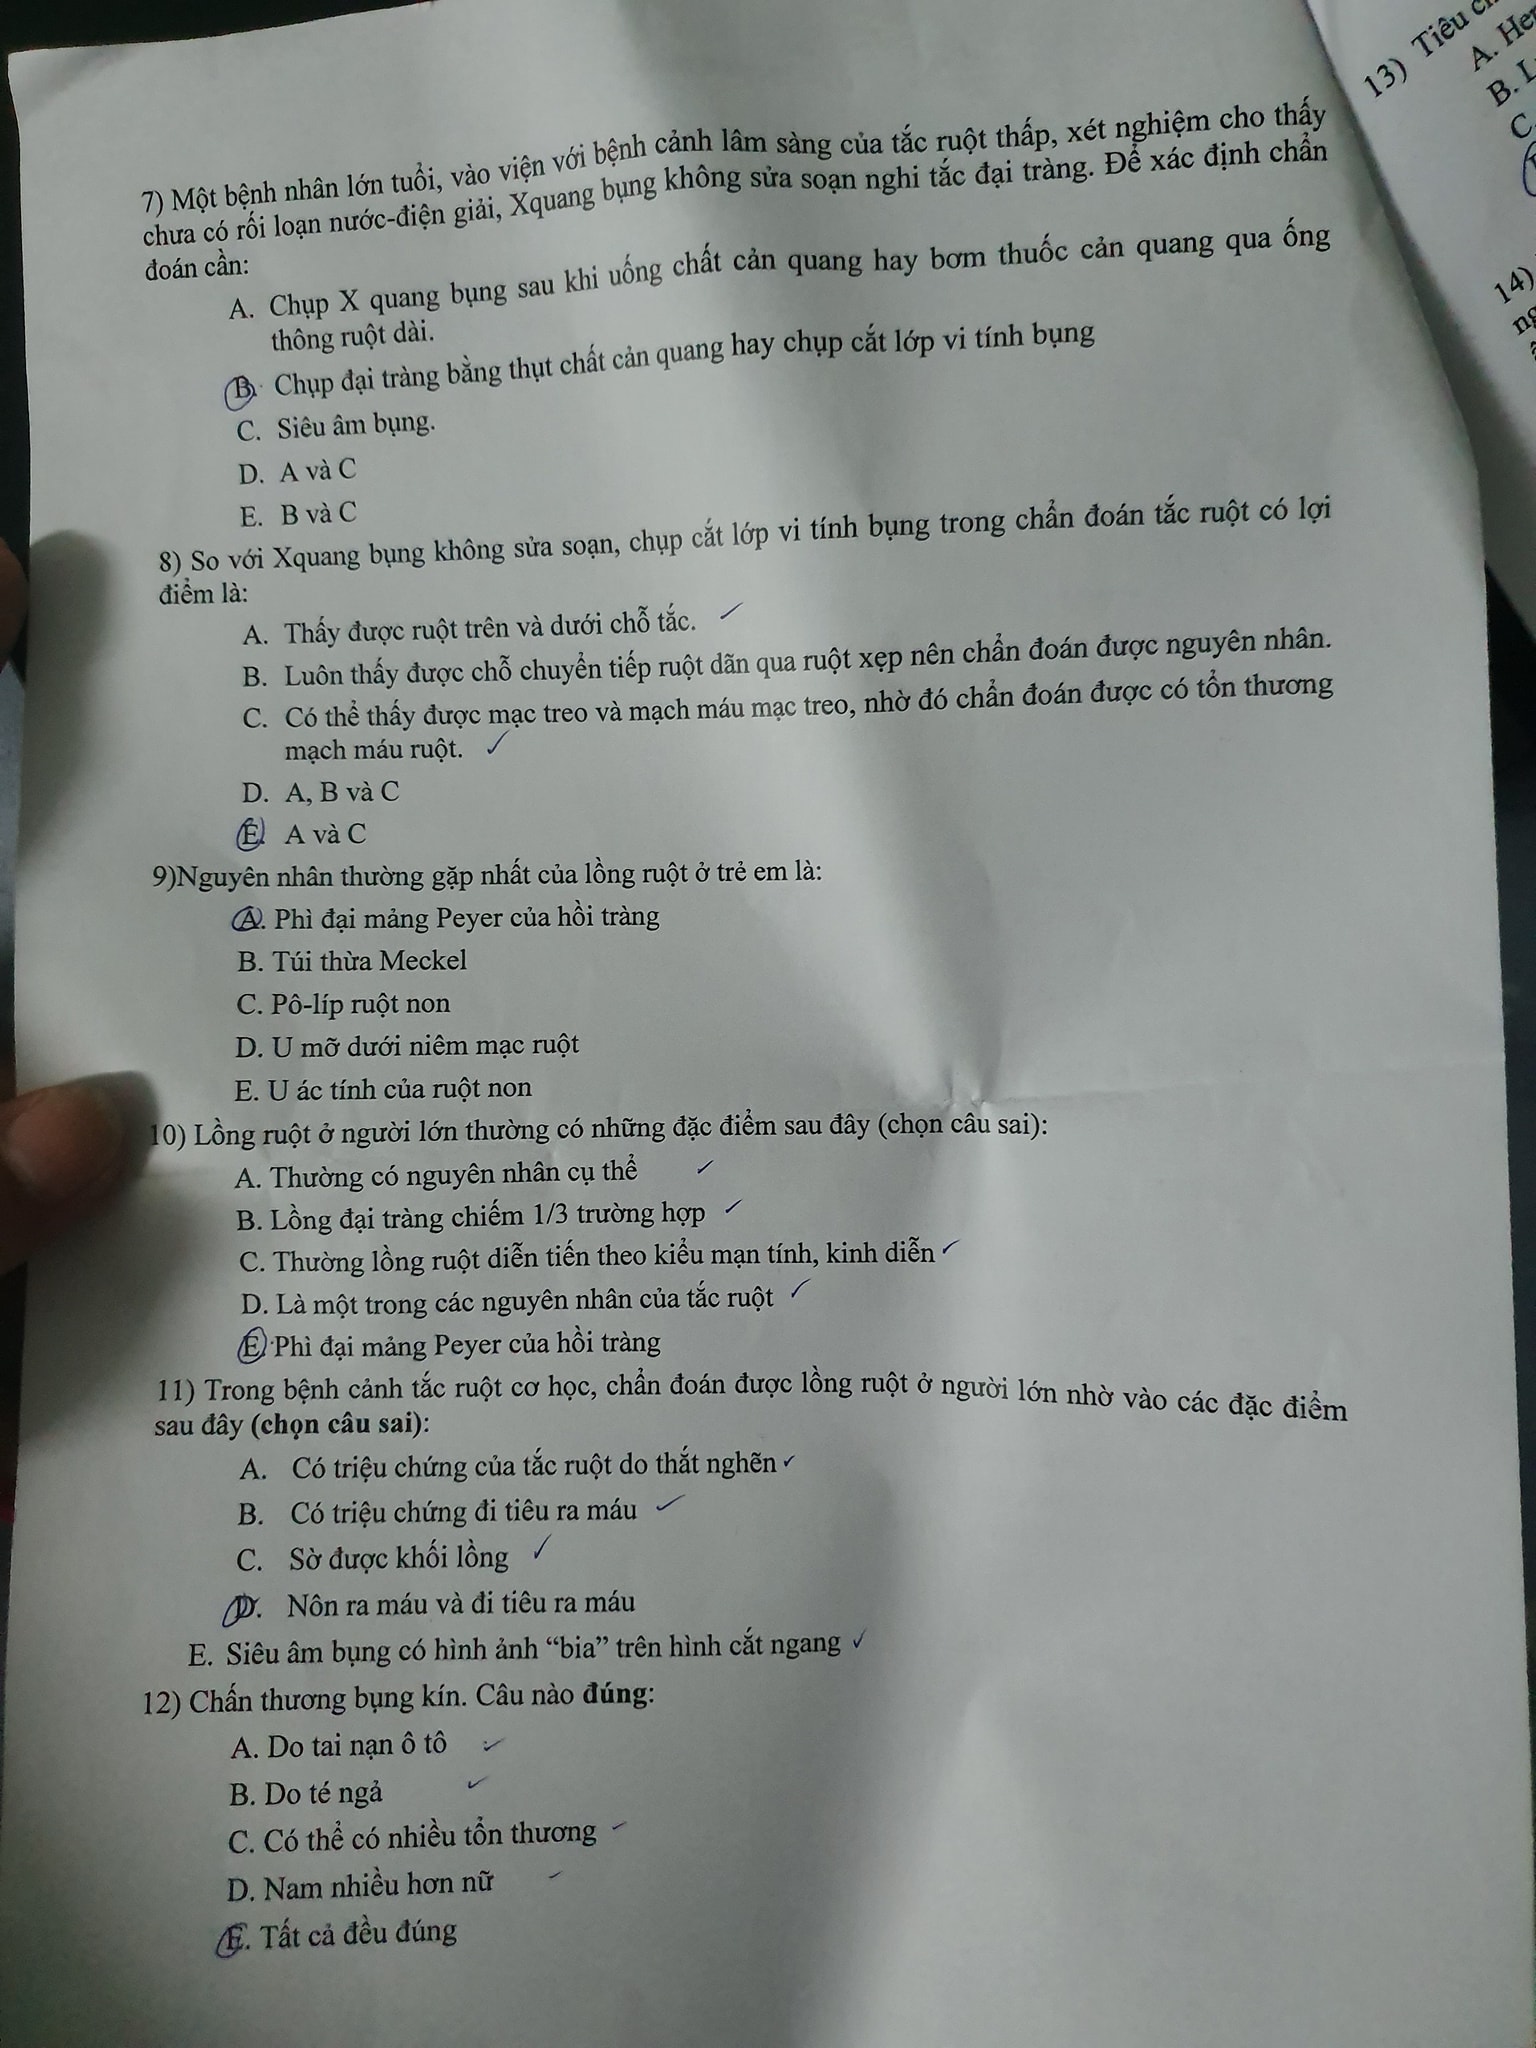 7) Một bệnh nhân lớn tuổi, vào viện với bệnh cảnh lâm sàng của tắc ruột thấp, xét nghiệm cho thấy
chưa có rối loạn nước-điện giải, Xquang bụng không sửa soạn nghi tắc đại tràng. Để xác định chẩn
đoán cần:
A. Chụp X quang bụng sau khi uống chất cản quang hay bơm thuốc cản quang qua ống
thông ruột dài.
B. Chụp đại tràng bằng thụt chất cản quang hay chụp cắt lớp vi tính bụng
C. Siêu âm bụng.
D. A và C
E. B và C
8) So với Xquang bụng không sửa soạn, chụp cắt lớp vi tính bụng trong chẩn đoán tắc ruột có lợi
điểm là:
A. Thấy được ruột trên và dưới chỗ tắc.
B. Luôn thấy được chỗ chuyển tiếp ruột dãn qua ruột xẹp nên chẩn đoán được nguyên nhân.
C. Có thể thấy được mạc treo và mạch máu mạc treo, nhờ đó chẩn đoán được có tổn thương
mạch máu ruột.
D. A, B và C
E. A và C
9)Nguyên nhân thường gặp nhất của lồng ruột ở trẻ em là:
A. Phì đại mảng Peyer của hồi tràng
B. Túi thừa Meckel
C. Pô-líp ruột non
D. U mỡ dưới niêm mạc ruột
E. U ác tính của ruột non
10) Lồng ruột ở người lớn thường có những đặc điểm sau đây (chọn câu sai):
A. Thường có nguyên nhân cụ thể
B. Lồng đại tràng chiếm 1/3 trường hợp
C. Thường lồng ruột diễn tiến theo kiểu mạn tính, kinh diễn
D. Là một trong các nguyên nhân của tắc ruột
E. Phì đại mảng Peyer của hồi tràng
11) Trong bệnh cảnh tắc ruột cơ học, chẩn đoán được lồng ruột ở người lớn nhờ vào các đặc điểm
sau đây (chọn câu sai):
A. Có triệu chứng của tắc ruột do thắt nghẽn
B. Có triệu chứng đi tiêu ra máu
C. Sờ được khối lồng
D. Nôn ra máu và đi tiêu ra máu
E. Siêu âm bụng có hình ảnh “bia” trên hình cắt ngang
12) Chấn thương bụng kín. Câu nào đúng:
A. Do tai nạn ô tô
B. Do té ngả
C. Có thể có nhiều tổn thương
D. Nam nhiều hơn nữ
E. Tất cả đều đúng
13) Tiêu
A.
B.
C.
14)